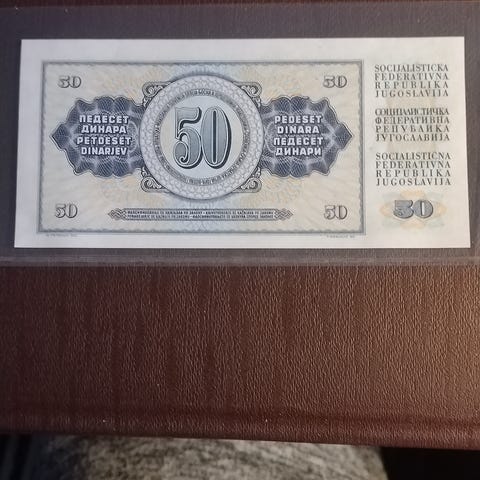 50
50
ПЕДЕСЕТ
ДИНАРА
PETDESET
DINARJEV
50
PEDESET
DINARA
ПЕДЕСЕТ
ДИНАРИ
50
50
SOCIJALISTIČKA
FEDERATIVNA
REPUBLIKA
JUGOSLAVIJA
СОЦИЈАЛИСТИЧКА
ФЕДЕРАТИВНА
РЕПУБЛИКА
ЈУГОСЛАВИЈА
SOCIALISTIČNA
FEDERATIVNA
REPUBLIKA
JUGOSLAVIJA
50